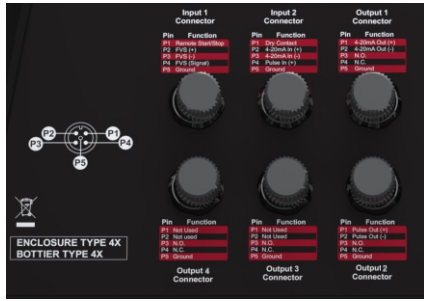 Input 1
Connector
Pin Function
P1 Remote Start/Stop
P2 FVS (+)
P3 FVS (-)
P4 FVS (Signal)
P5 Ground
Input 2
Connector
Pin Function
P1 Dry Contact
P2 4-20mA In (+)
P3 4-20mA In (-)
P4 Pulse In (+)
P5 Ground
Output 1
Connector
Pin Function
P1 4-20mA Out (+)
P2 4-20mA Out (-)
P3 N.O.
P4 N.C.
P5 Ground
P2
P1
P3
P4
P5
ENCLOSURE TYPE 4X
BOTTIER TYPE 4X
Pin Function
P1 Not Used
P2 Not used
P3 N.O.
P4 N.C.
P5 Ground
Output 4
Connector
Pin Function
P1 Not Used
P2 Not Used
P3 N.O.
P4 N.C.
P5 Ground
Output 3
Connector
Pin Function
P1 Pulse Out (+)
P2 Pulse Out (-)
P3 N.O.
P4 N.C.
P5 Ground
Output 2
Connector